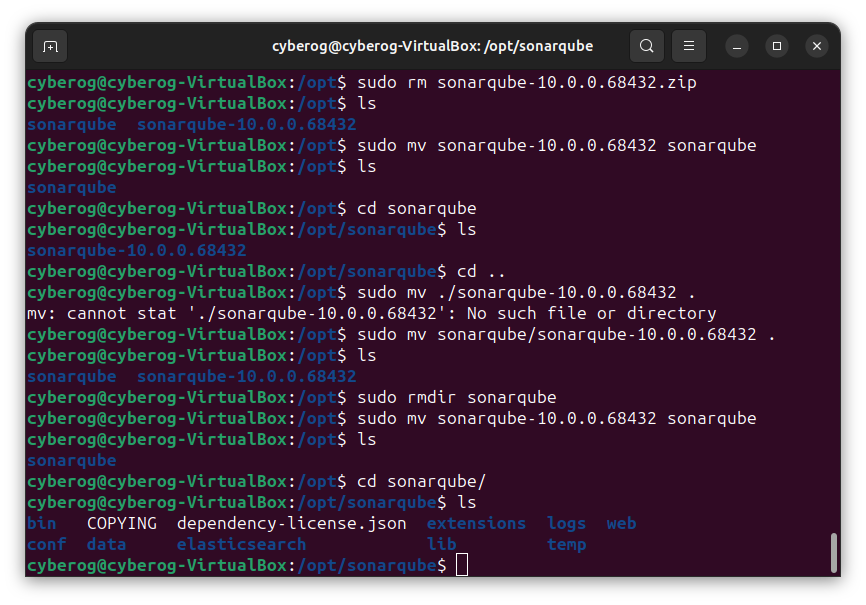 cyberog@cyberog-VirtualBox: /opt/sonarqube
cyberog@cyberog-VirtualBox:/opt$ sudo rm sonarqube-10.0.0.68432.zip
cyberog@cyberog-VirtualBox:/opt$ ls
sonarqube  sonarqube-10.0.0.68432
cyberog@cyberog-VirtualBox:/opt$ sudo mv sonarqube-10.0.0.68432 sonarqube
cyberog@cyberog-VirtualBox:/opt$ ls
sonarqube
cyberog@cyberog-VirtualBox:/opt$ cd sonarqube
cyberog@cyberog-VirtualBox:/opt/sonarqube$ ls
sonarqube-10.0.0.68432
cyberog@cyberog-VirtualBox:/opt/sonarqube$ cd ..
cyberog@cyberog-VirtualBox:/opt$ sudo mv ./sonarqube-10.0.0.68432 .
mv: cannot stat './sonarqube-10.0.0.68432': No such file or directory
cyberog@cyberog-VirtualBox:/opt$ sudo mv sonarqube/sonarqube-10.0.0.68432 .
cyberog@cyberog-VirtualBox:/opt$ ls
sonarqube  sonarqube-10.0.0.68432
cyberog@cyberog-VirtualBox:/opt$ sudo rmdir sonarqube
cyberog@cyberog-VirtualBox:/opt$ sudo mv sonarqube-10.0.0.68432 sonarqube
cyberog@cyberog-VirtualBox:/opt$ ls
sonarqube
cyberog@cyberog-VirtualBox:/opt$ cd sonarqube/
cyberog@cyberog-VirtualBox:/opt/sonarqube$ ls
bin   COPYING  dependency-license.json  extensions  logs  web
conf  data     elasticsearch            lib         temp
cyberog@cyberog-VirtualBox:/opt/sonarqube$